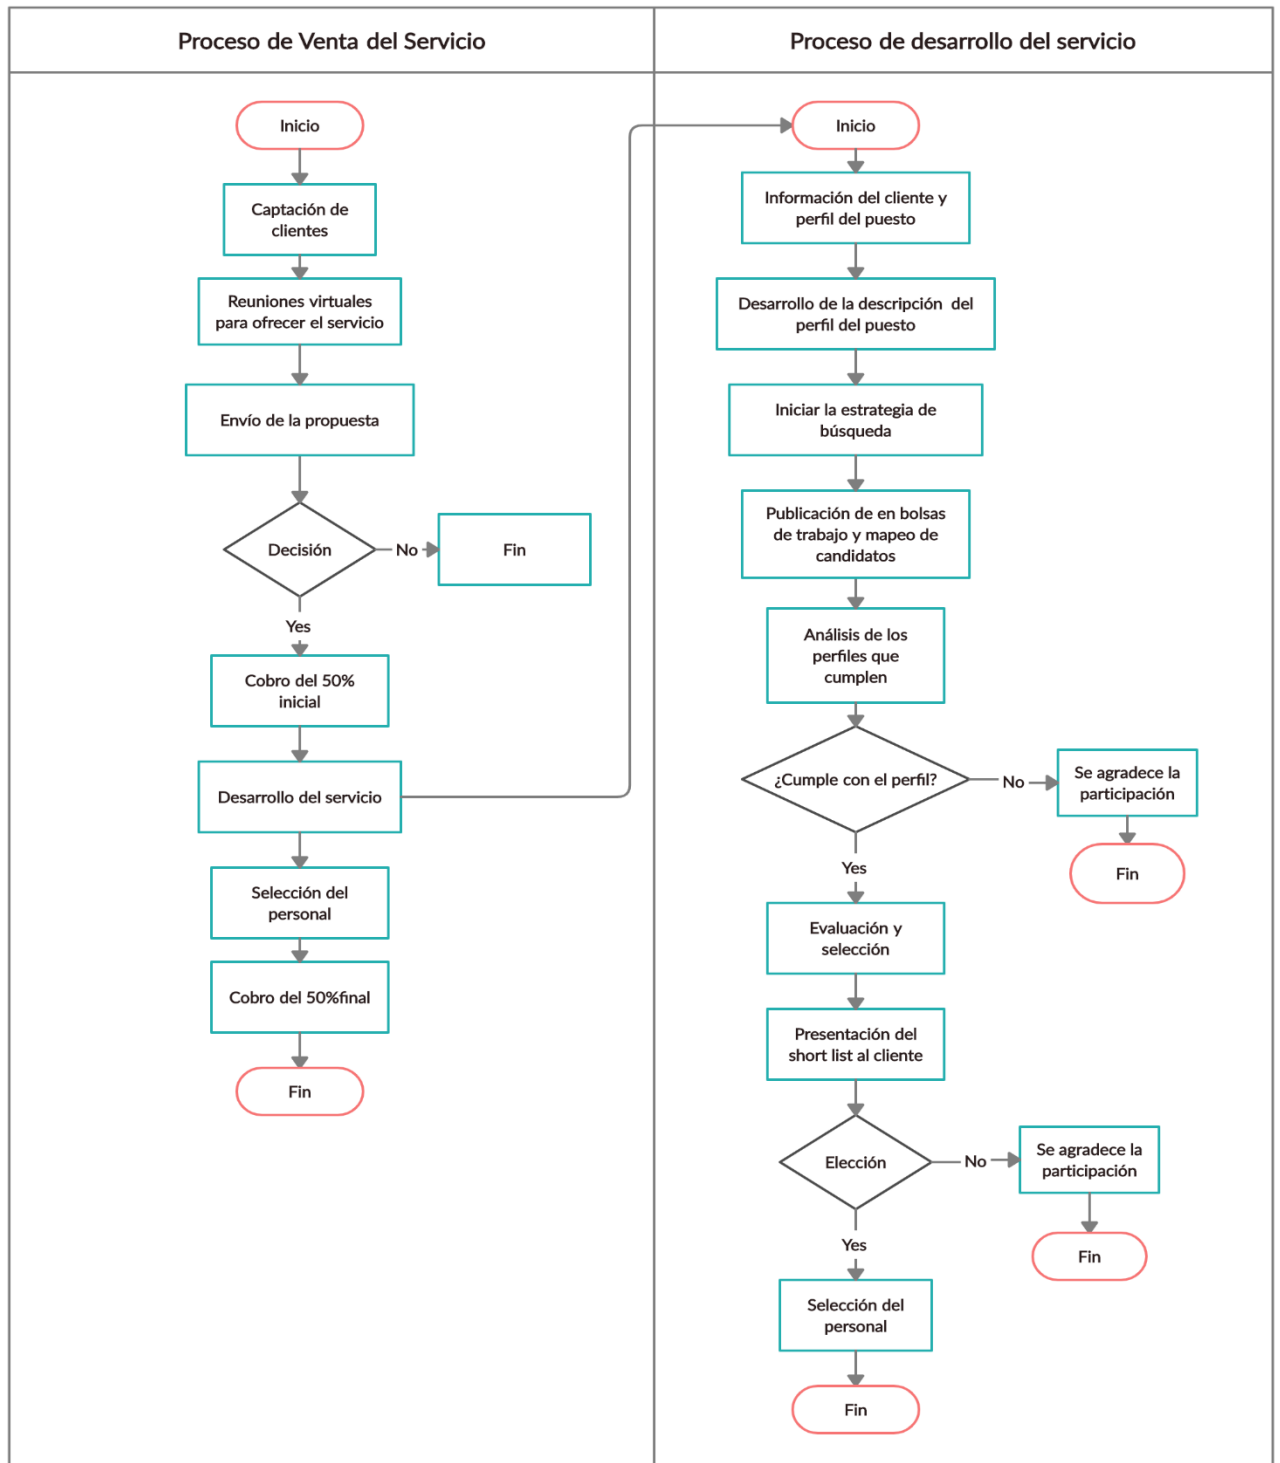 Proceso de Venta del Servicio
Inicio
Captación de
clientes
Reuniones virtuales
para ofrecer el servicio
Envío de la propuesta
Decisión
No
Fin
Yes
Cobro del 50%
inicial
Desarrollo del servicio
Selección del
personal
Cobro del 50%final
Fin
Proceso de desarrollo del servicio
Inicio
Información del cliente y
perfil del puesto
Desarrollo de la descripción del
perfil del puesto
Iniciar la estrategia de
búsqueda
Publicación de en bolsas
de trabajo y mapeo de
candidatos
Análisis de los
perfiles que
cumplen
¿Cumple con el perfil?
No
Se agradece la
participación
Fin
Yes
Evaluación y
selección
Presentación del
short list al cliente
Elección
No
Se agradece la
participación
Fin
Yes
Selección del
personal
Fin